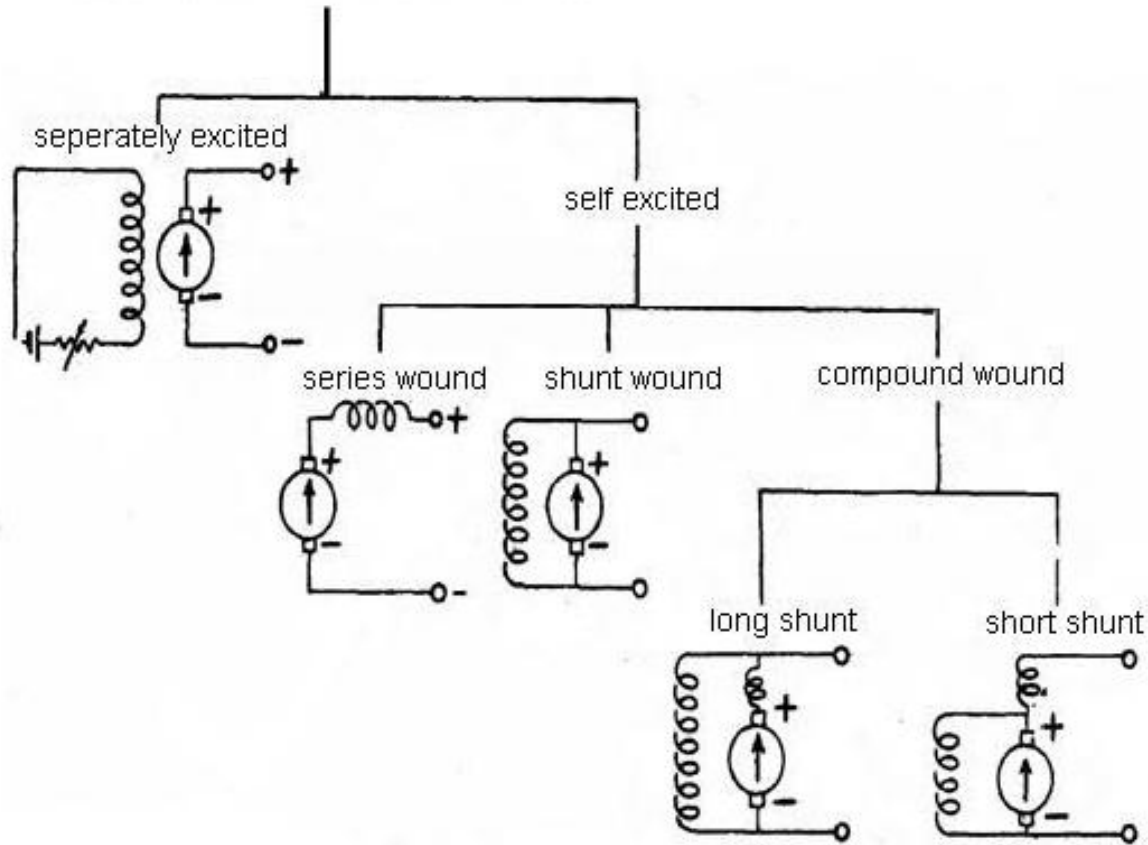 seperately excited
self excited
+
+
-
-
series wound
shunt wound
compound wound
+
+
-
-
+
-
long shunt
short shunt
+
-
+
-